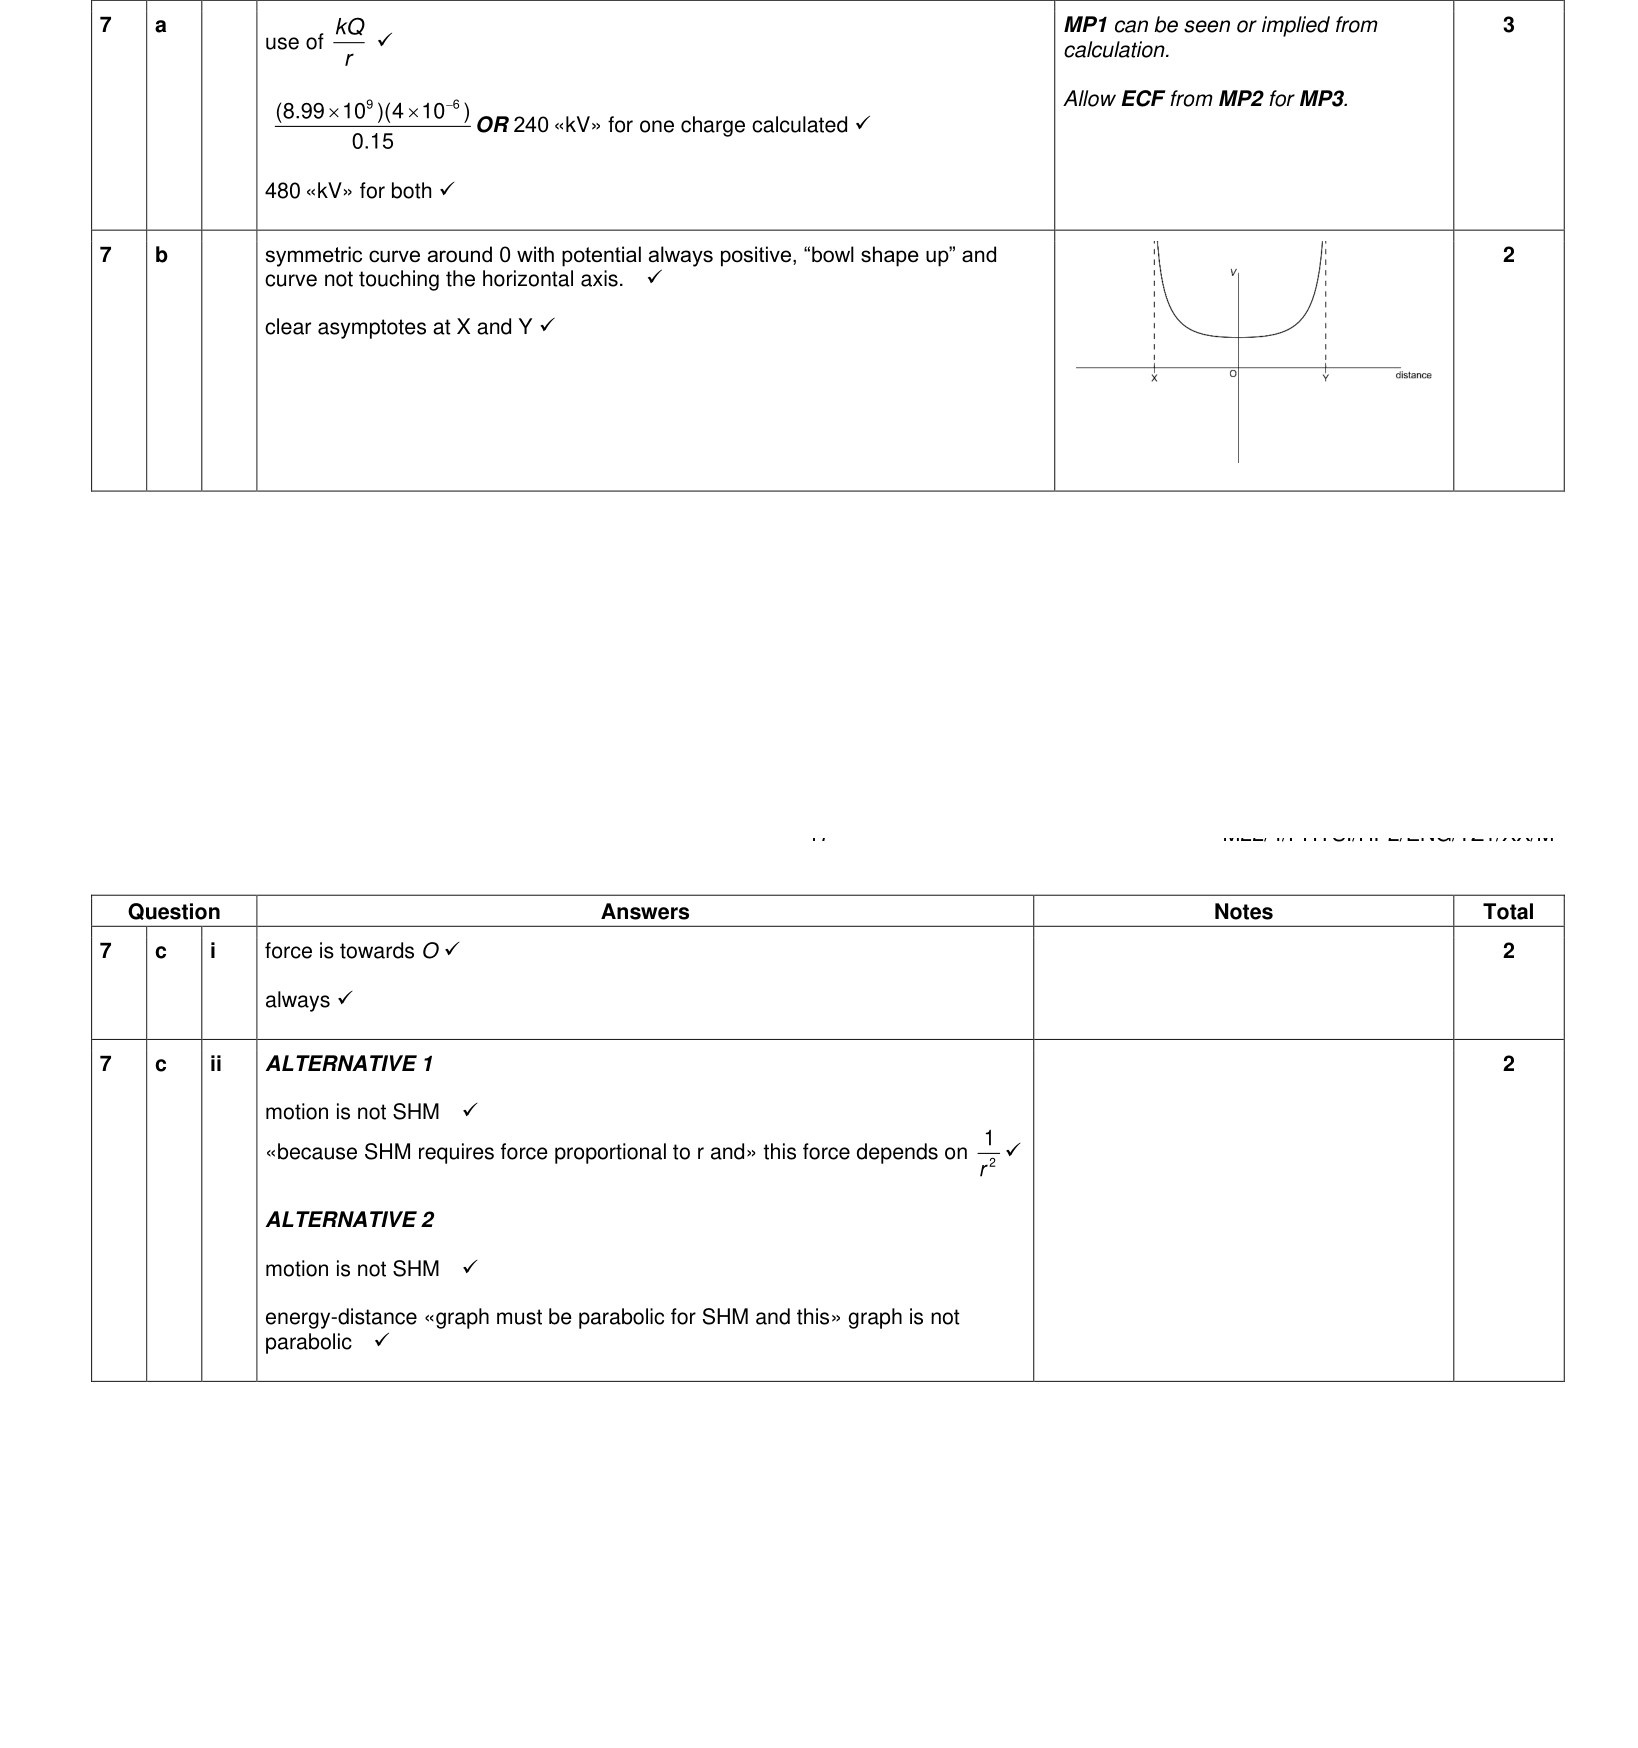 7 a use of kQ/r ✓ MP1 can be seen or implied from 3
calculation.
Allow ECF from MP2 for MP3.
(8.99×10⁹)(4×10⁻⁶)/0.15 OR 240 «kV» for one charge calculated ✓
480 «kV» for both ✓
7 b symmetric curve around 0 with potential always positive, “bowl shape up” and 2
curve not touching the horizontal axis. ✓
clear asymptotes at X and Y ✓
V
X O Y distance
Question Answers Notes Total
7 c i force is towards O ✓ 2
always ✓
7 c ii ALTERNATIVE 1 2
motion is not SHM ✓
«because SHM requires force proportional to r and» this force depends on 1/r² ✓
ALTERNATIVE 2
motion is not SHM ✓
energy-distance «graph must be parabolic for SHM and this» graph is not
parabolic ✓